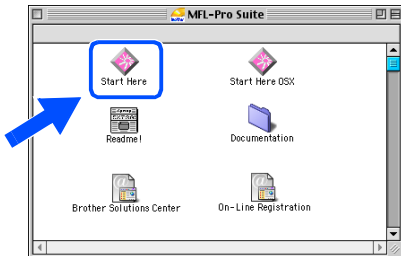 MFL-Pro Suite
Start Here
Start Here OSX
Readme!
Documentation
Brother Solutions Center
On-Line Registration